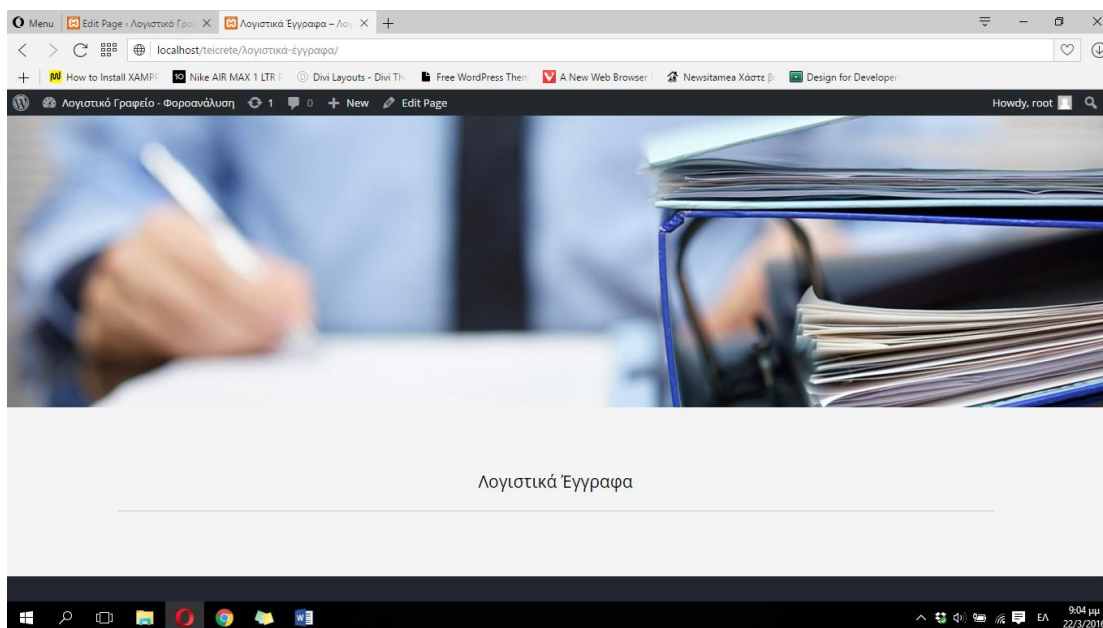 Menu
Edit Page ‹ Λογιστικό Γρα
Λογιστικά Έγγραφα – Λογ
localhost/teicrete/λογιστικά-έγγραφα/
How to Install XAMPP
Nike AIR MAX 1 LTR
Divi Layouts - Divi Th
Free WordPress Them
A New Web Browser
Newsitamea Χάστε β
Design for Developer
Λογιστικό Γραφείο - Φοροανάλυση
1
0
+ New
Edit Page
Howdy, root
Λογιστικά Έγγραφα
ΕΛ
9:04 μμ
22/3/2016